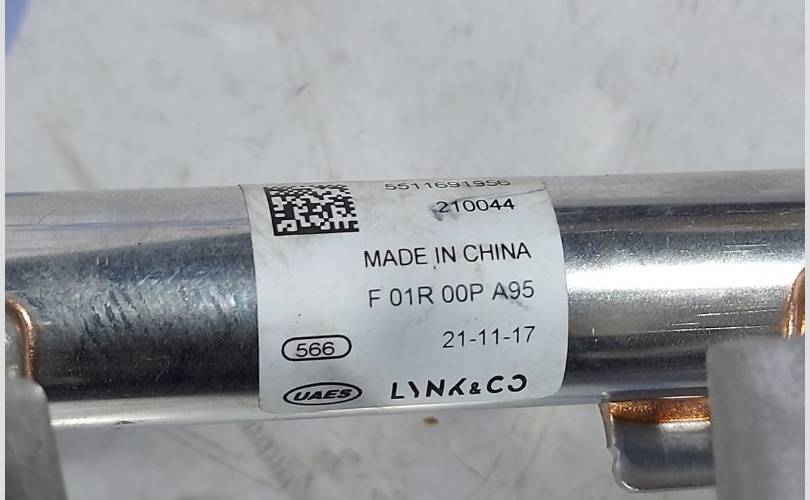 5511691956
210044
MADE IN CHINA
F 01R 00P A95
566
21-11-17
UAES
LYNK&CO